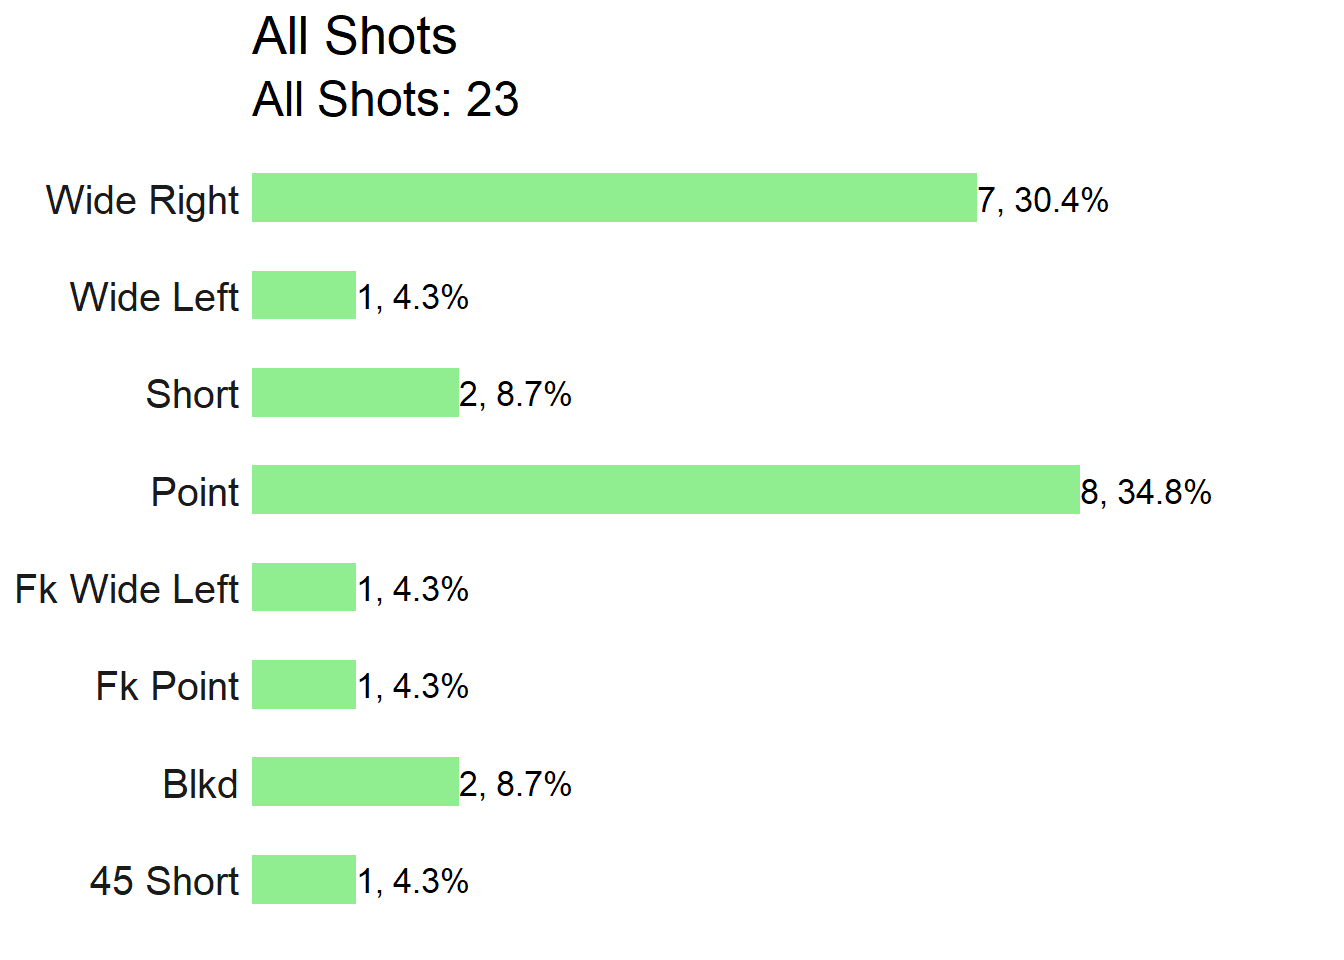 All Shots
All Shots: 23
Wide Right 7, 30.4%
Wide Left 1, 4.3%
Short 2, 8.7%
Point 8, 34.8%
Fk Wide Left 1, 4.3%
Fk Point 1, 4.3%
Blkd 2, 8.7%
45 Short 1, 4.3%